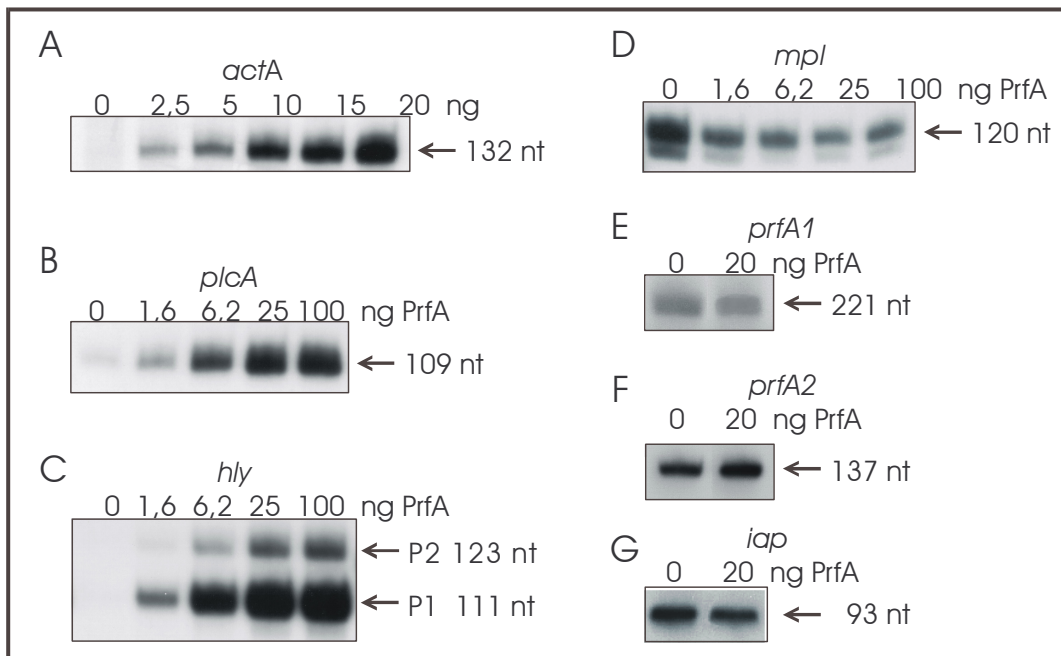 A
actA
0 2,5 5 10 15 20 ng
← 132 nt
B
plcA
0 1,6 6,2 25 100 ng PrfA
← 109 nt
C
hly
0 1,6 6,2 25 100 ng PrfA
← P2 123 nt
← P1 111 nt
D
mpl
0 1,6 6,2 25 100 ng PrfA
← 120 nt
E
prfA1
0 20 ng PrfA
← 221 nt
F
prfA2
0 20 ng PrfA
← 137 nt
G
iap
0 20 ng PrfA
← 93 nt